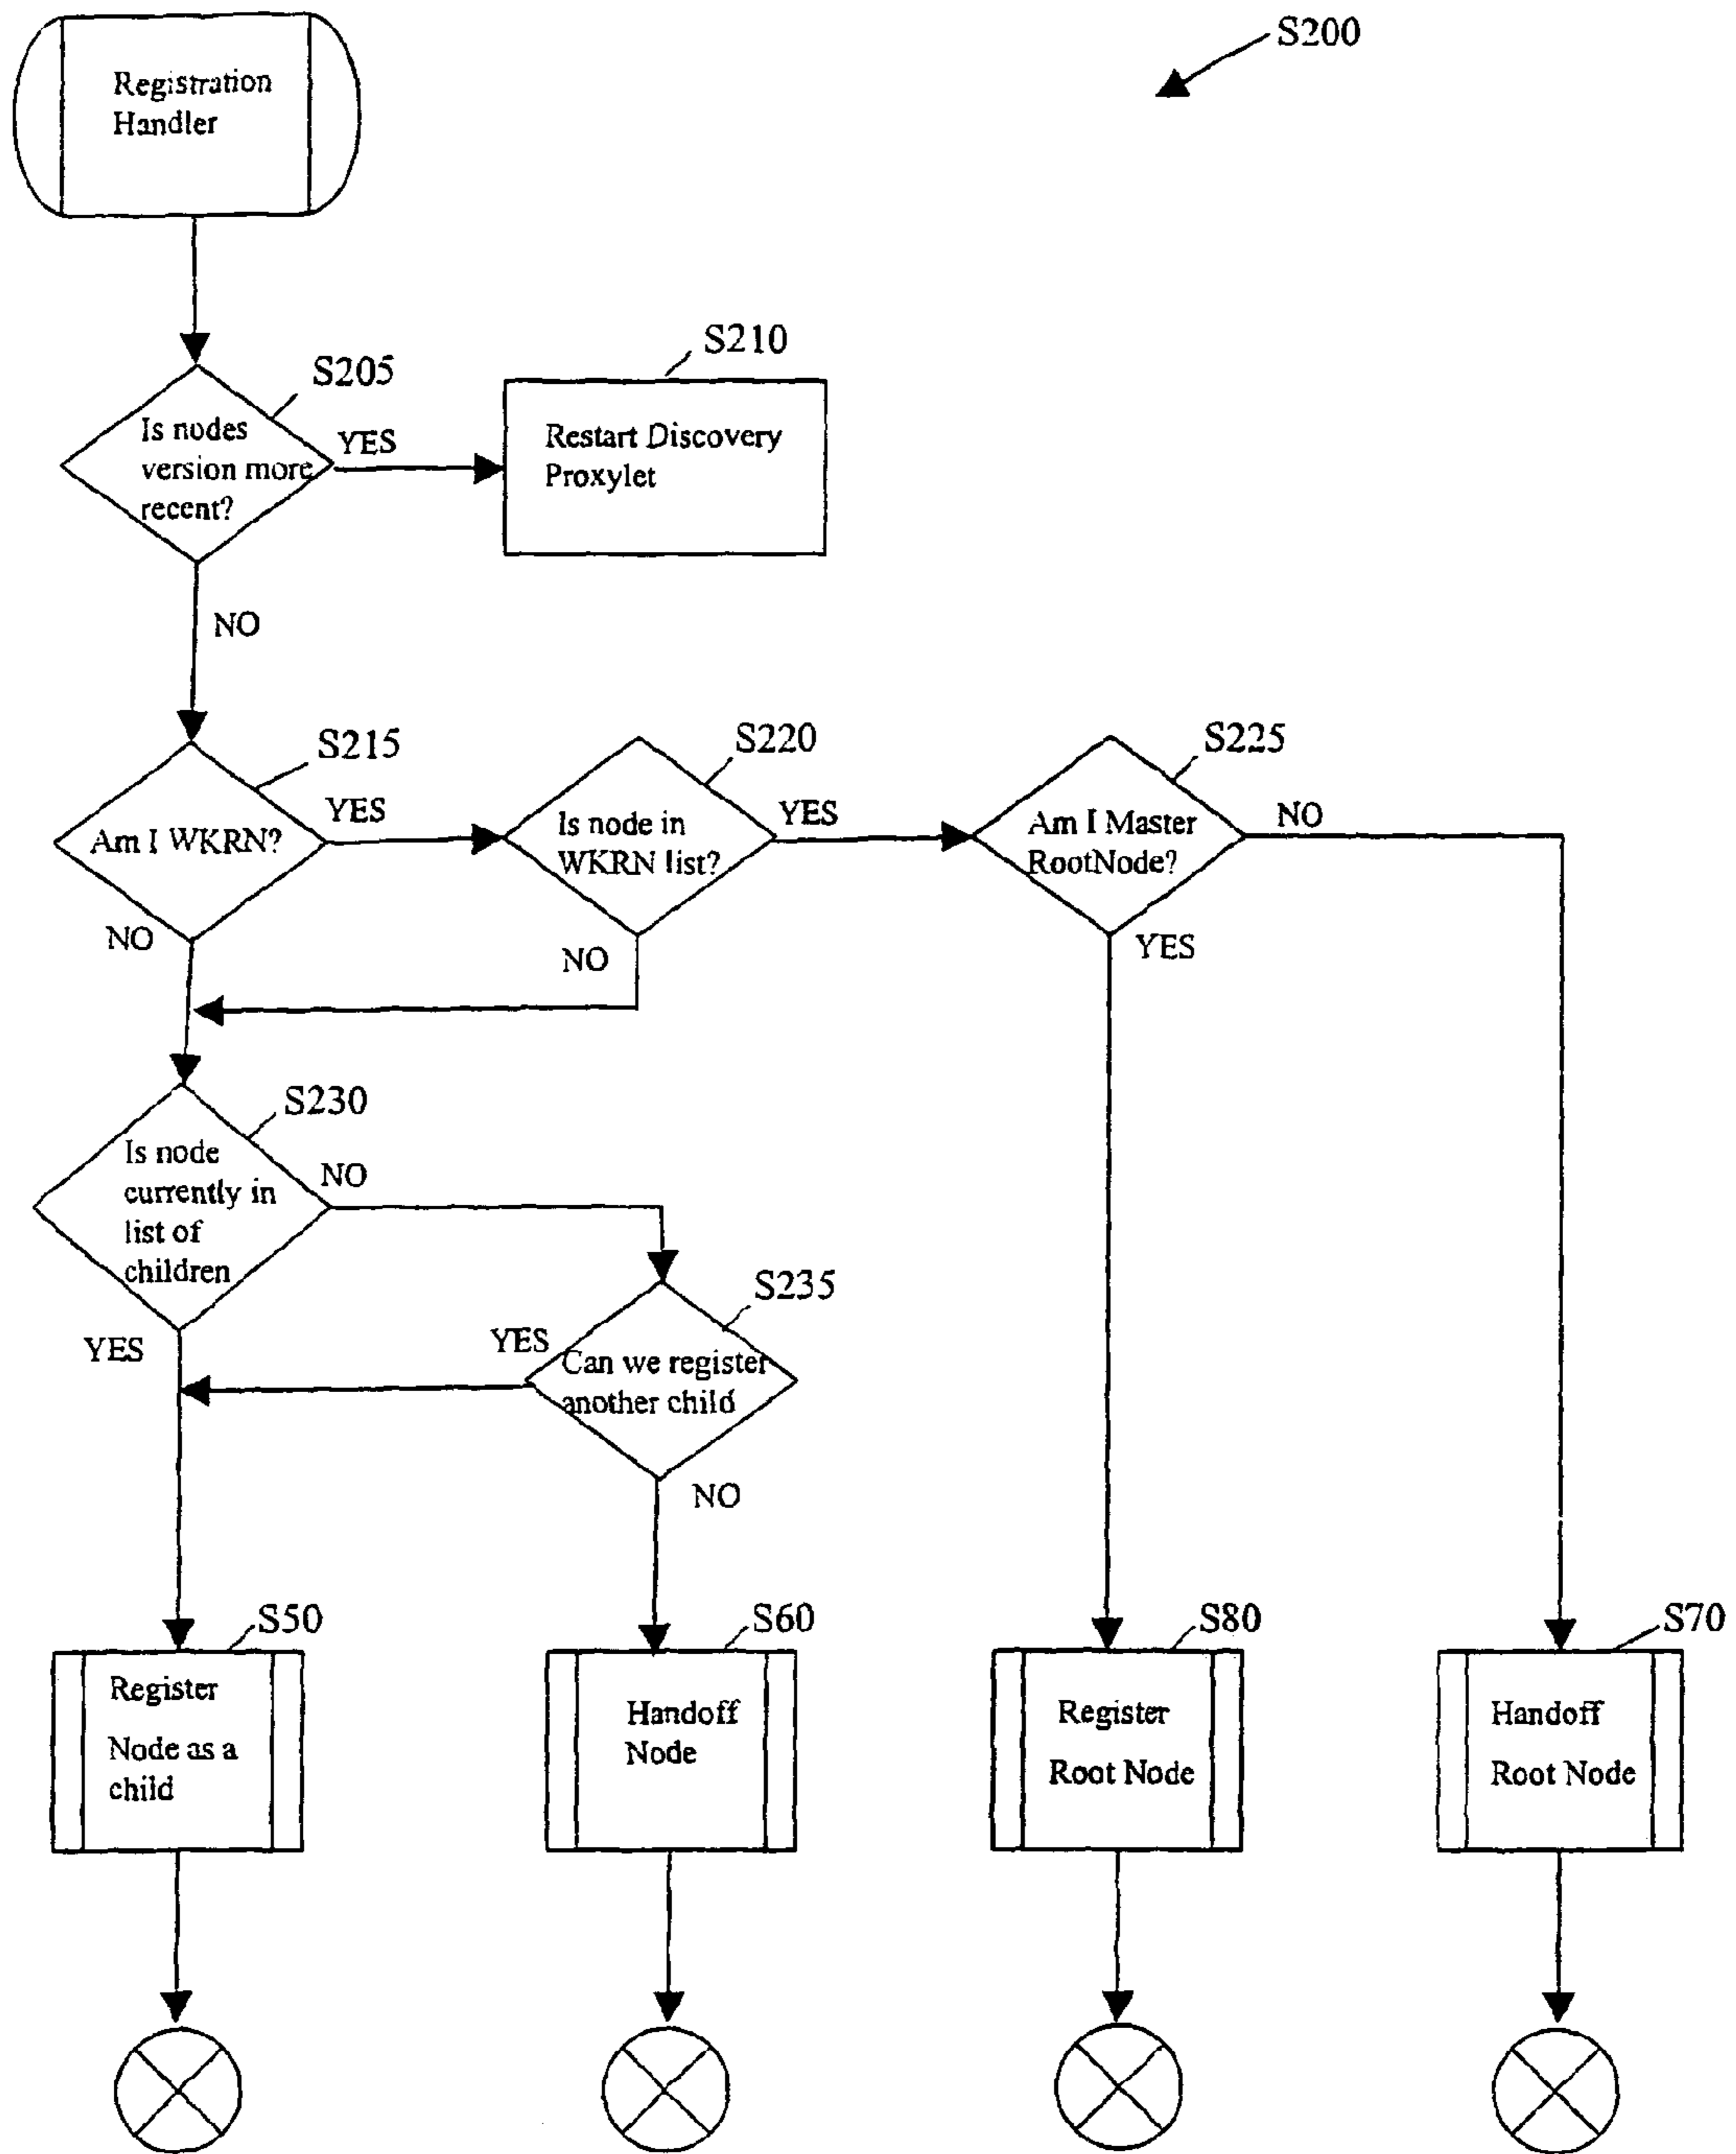 S200
Registration
Handler
S205
Is nodes
version more
recent?
YES
S210
Restart Discovery
Proxylet
NO
S215
Am I WKRN?
YES
NO
S220
Is node in
WKRN list?
YES
NO
S225
Am I Master
RootNode?
NO
YES
S230
Is node
currently in
list of
children
NO
YES
S235
Can we register
another child
YES
NO
S50
Register
Node as a
child
S60
Handoff
Node
S80
Register
Root Node
S70
Handoff
Root Node